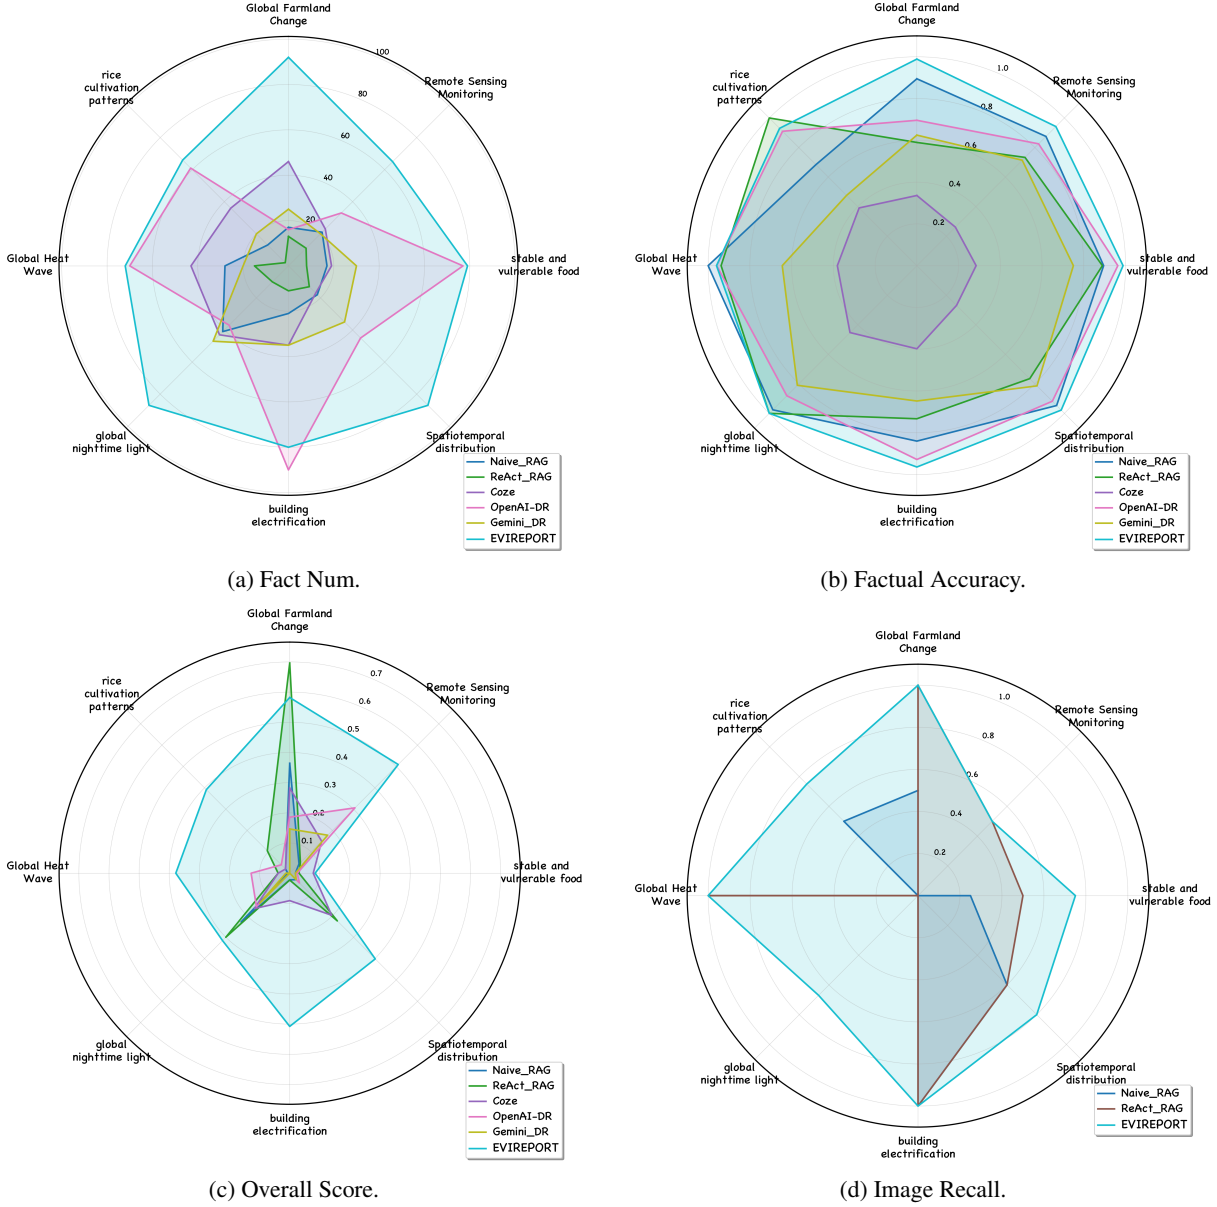 Global Farmland
Change
rice
cultivation
patterns
Remote Sensing
Monitoring
100
80
60
40
20
Global Heat
Wave
stable and
vulnerable food
global
nighttime light
Spatiotemporal
distribution
building
electrification
Naive_RAG
ReAct_RAG
Coze
OpenAI-DR
Gemini_DR
EVIREPORT
(a) Fact Num.
Global Farmland
Change
rice
cultivation
patterns
Remote Sensing
Monitoring
1.0
0.8
0.6
0.4
0.2
Global Heat
Wave
stable and
vulnerable food
global
nighttime light
Spatiotemporal
distribution
building
electrification
Naive_RAG
ReAct_RAG
Coze
OpenAI-DR
Gemini_DR
EVIREPORT
(b) Factual Accuracy.
Global Farmland
Change
rice
cultivation
patterns
Remote Sensing
Monitoring
0.7
0.6
0.5
0.4
0.3
0.2
0.1
Global Heat
Wave
stable and
vulnerable food
global
nighttime light
Spatiotemporal
distribution
building
electrification
Naive_RAG
ReAct_RAG
Coze
OpenAI-DR
Gemini_DR
EVIREPORT
(c) Overall Score.
Global Farmland
Change
rice
cultivation
patterns
Remote Sensing
Monitoring
1.0
0.8
0.6
0.4
0.2
Global Heat
Wave
stable and
vulnerable food
global
nighttime light
Spatiotemporal
distribution
building
electrification
Naive_RAG
ReAct_RAG
EVIREPORT
(d) Image Recall.